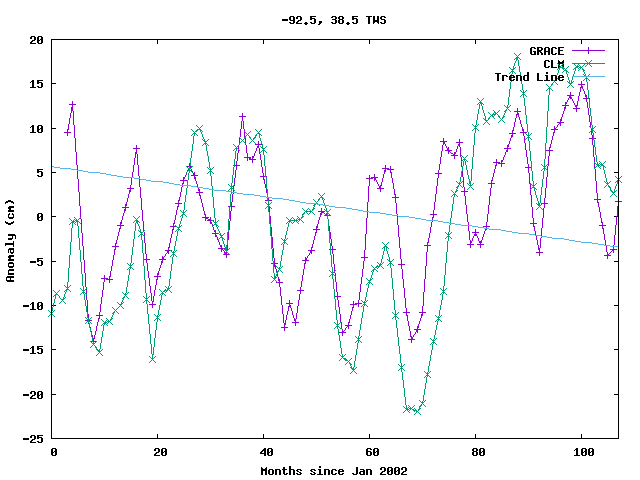 -92.5, 38.5 TWS
GRACE
CLM
Trend Line
20
15
10
5
0
-5
-10
-15
-20
-25
Anomaly (cm)
0 20 40 60 80 100
Months since Jan 2002